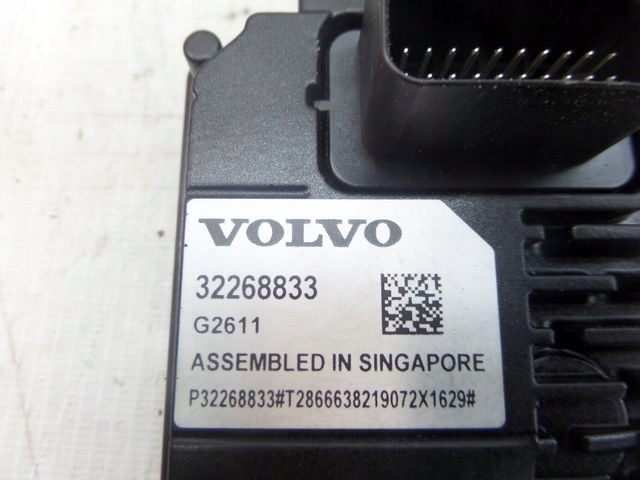 VOLVO
32268833
G2611
ASSEMBLED IN SINGAPORE
P32268833#T2866638219072X1629#